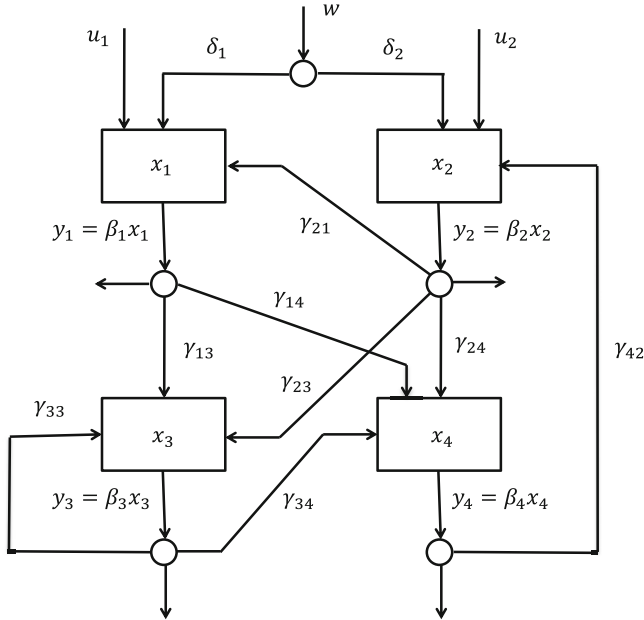 w
u₁
δ₁
δ₂
u₂
x₁
x₂
y₁ = β₁x₁
γ₂₁
y₂ = β₂x₂
γ₁₄
γ₁₃
γ₂₃
γ₂₄
γ₄₂
γ₃₃
x₃
x₄
y₃ = β₃x₃
γ₃₄
y₄ = β₄x₄